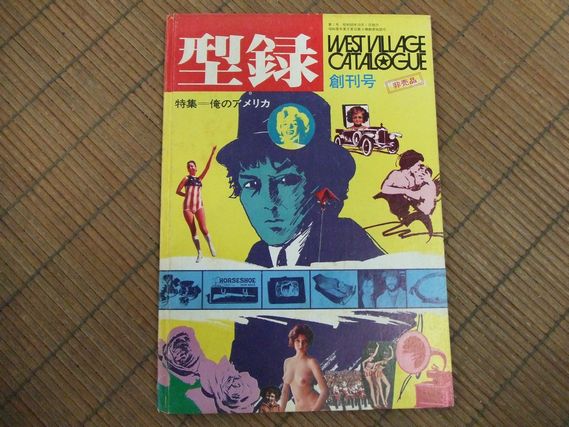 型録
WEST VILLAGE
CATALOGUE
創刊号
非売品
特集=俺のアメリカ
HORSESHOE